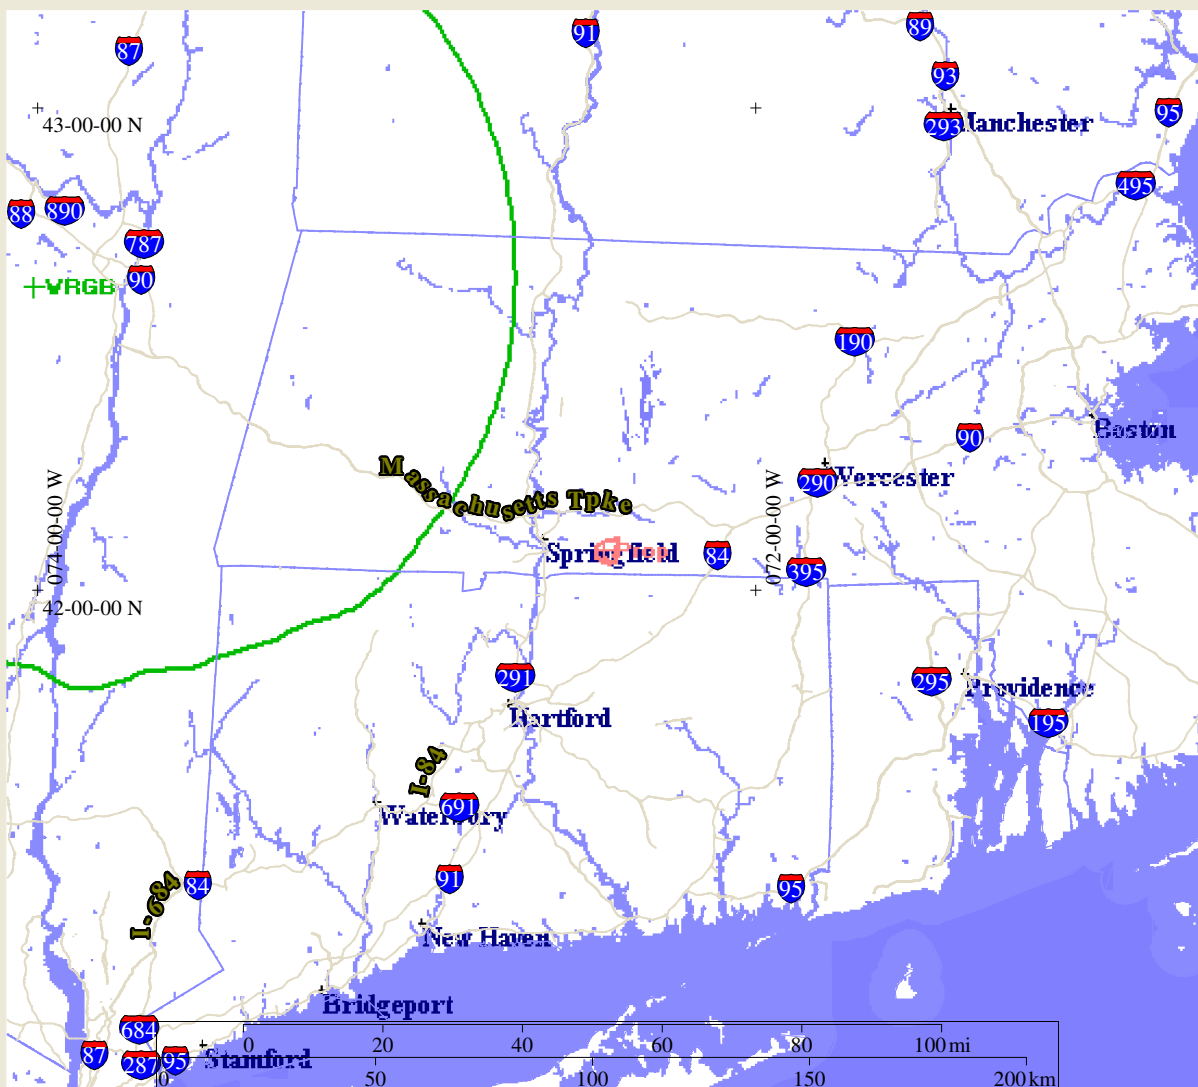 89
91
87
93
43-00-00 N
95
293
Manchester
495
88
890
787
90
VRGB
190
Boston
90
Massachusetts Tpke
290
Worcester
074-00-00 W
072-00-00 W
Springfield
Prop
84
395
42-00-00 N
291
295
Providence
Hartford
195
I-84
691
Waterbury
91
84
95
I-684
New Haven
Bridgeport
684
0 20 40 60 80 100 mi
87
287
95
Stamford
0 50 100 150 200 km